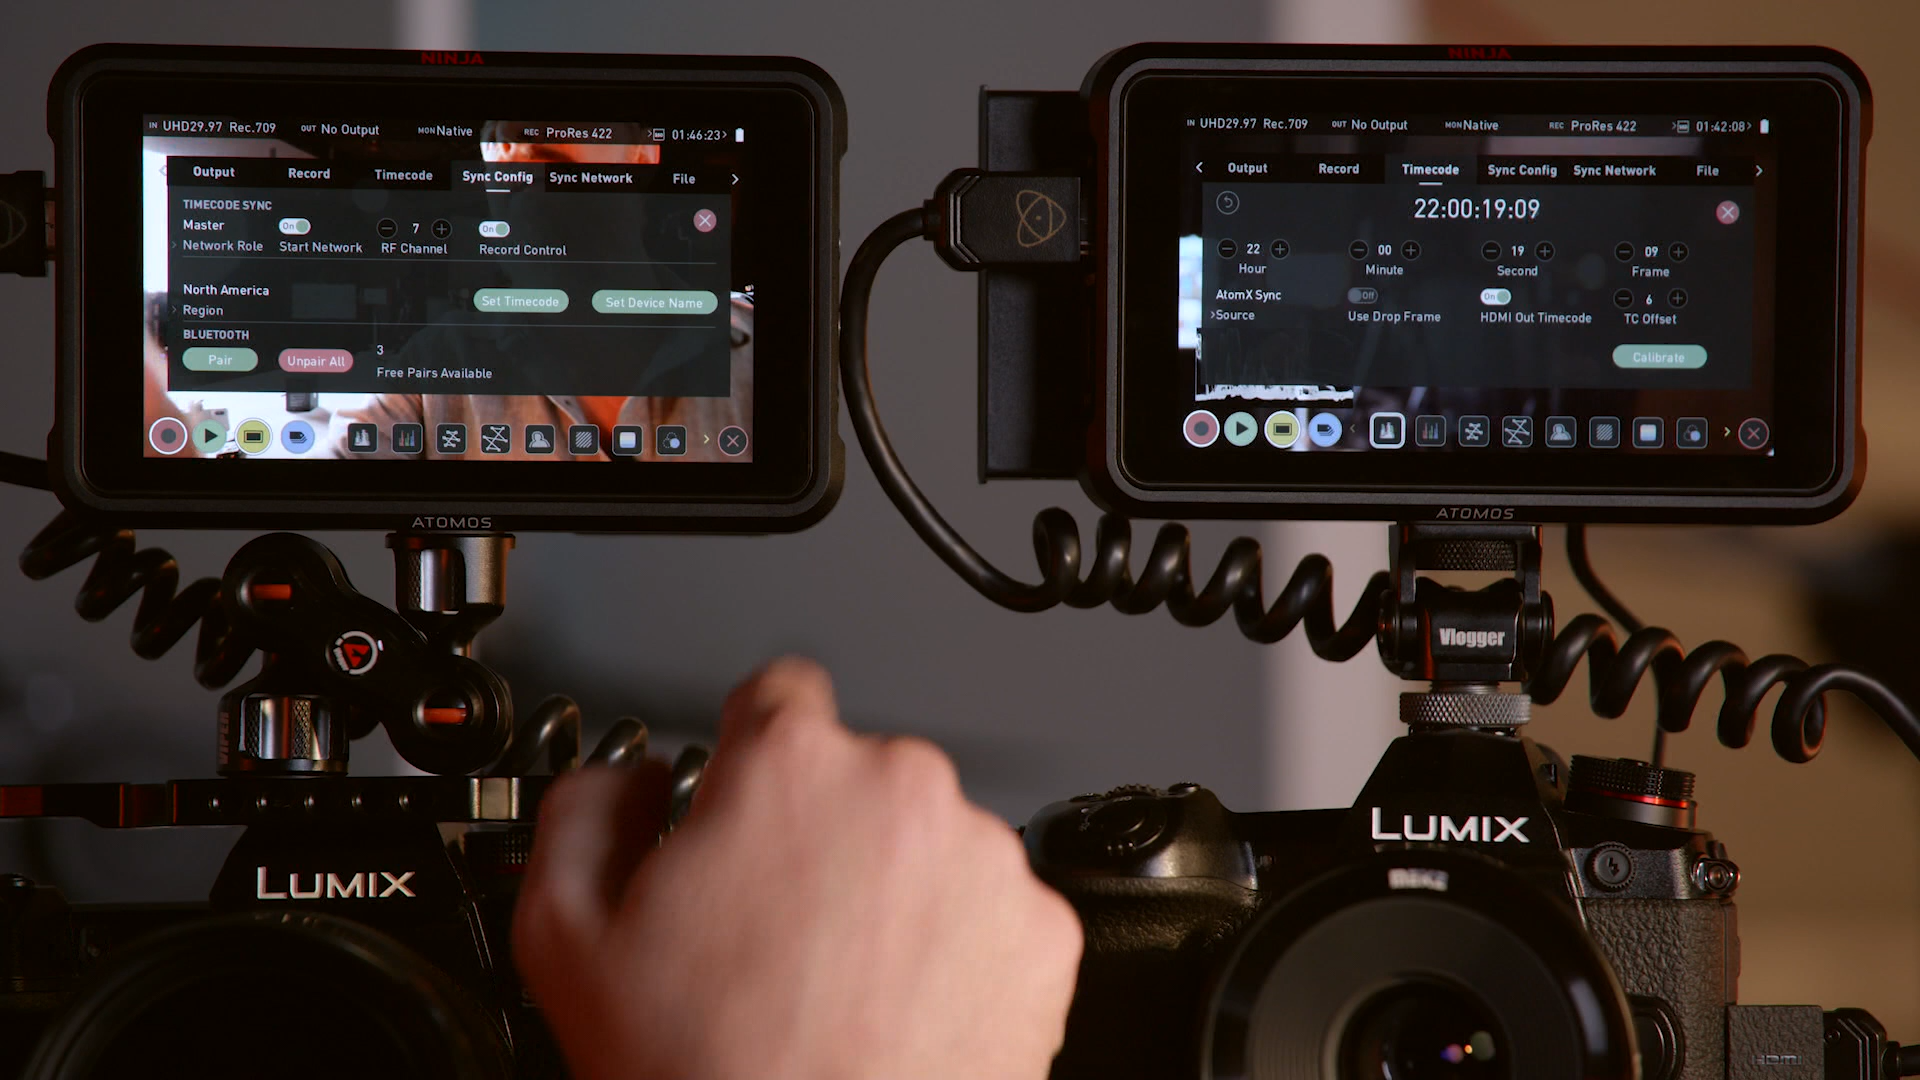 NINJA
IN UHD29.97 Rec.709 OUT No Output MON Native REC ProRes 422 01:46:23
Output Record Timecode Sync Config Sync Network File
TIMECODE SYNC
Master On - 7 + On
Network Role Start Network RF Channel Record Control
North America Set Timecode Set Device Name
Region
BLUETOOTH
Pair Unpair All 3
Free Pairs Available
ATOMOS
VIPER
LUMIX
NINJA
IN UHD29.97 Rec.709 OUT No Output MON Native REC ProRes 422 01:42:08
Output Record Timecode Sync Config Sync Network File
22:00:19:09
- 22 + - 00 + - 19 + - 09 +
Hour Minute Second Frame
AtomX Sync Off On - 6 +
Source Use Drop Frame HDMI Out Timecode TC Offset
Calibrate
ATOMOS
Vlogger
LUMIX
MEKE
HDMI